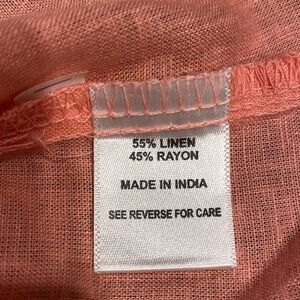 55% LINEN
45% RAYON
MADE IN INDIA
SEE REVERSE FOR CARE